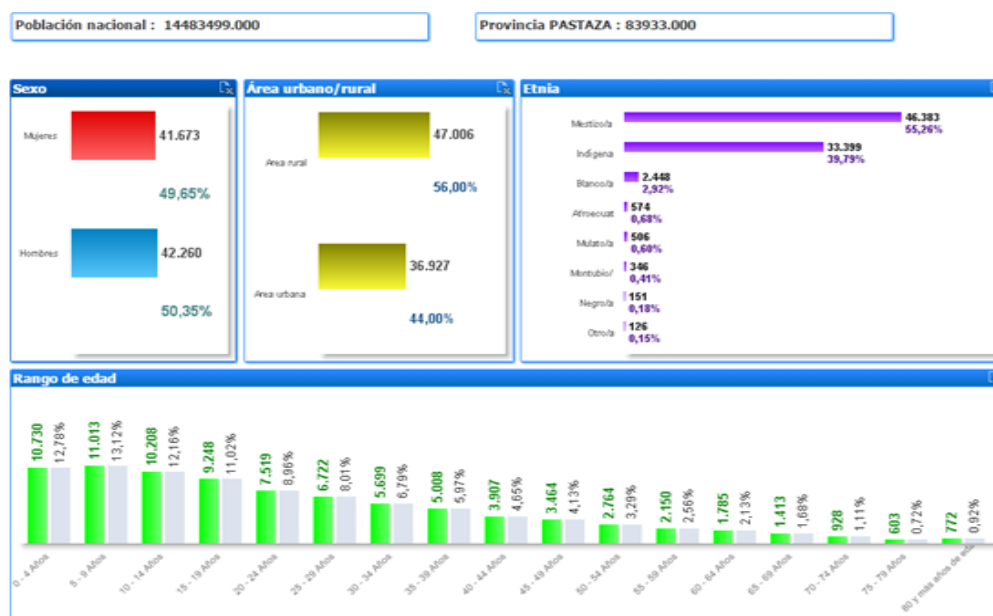 Población nacional : 14483499.000
Provincia PASTAZA : 83933.000
Sexo
Mujeres
41.673
49,65%
Hombres
42.260
50,35%
Área urbano/rural
Area rural
47.006
56,00%
Area urbana
36.927
44,00%
Etnia
Mestizo/a
46.383
55,26%
Indígena
33.399
39,79%
Blanco/a
2.448
2,92%
Afroecuat
574
0,68%
Mulato/a
506
0,60%
Montubio/
346
0,41%
Negro/a
151
0,18%
Otro/a
126
0,15%
Rango de edad
10.730 12,78%
11.013 13,12%
10.208 12,16%
9.248 11,02%
7.519 8,96%
6.722 8,01%
5.699 6,79%
5.008 5,97%
3.907 4,65%
3.464 4,13%
2.764 3,29%
2.150 2,56%
1.785 2,13%
1.413 1,68%
928 1,11%
603 0,72%
772 0,92%
0 - 4 Años
5 - 9 Años
10 - 14 Años
15 - 19 Años
20 - 24 Años
25 - 29 Años
30 - 34 Años
35 - 39 Años
40 - 44 Años
45 - 49 Años
50 - 54 Años
55 - 59 Años
60 - 64 Años
65 - 69 Años
70 - 74 Años
75 - 79 Años
80 y mas años de edad